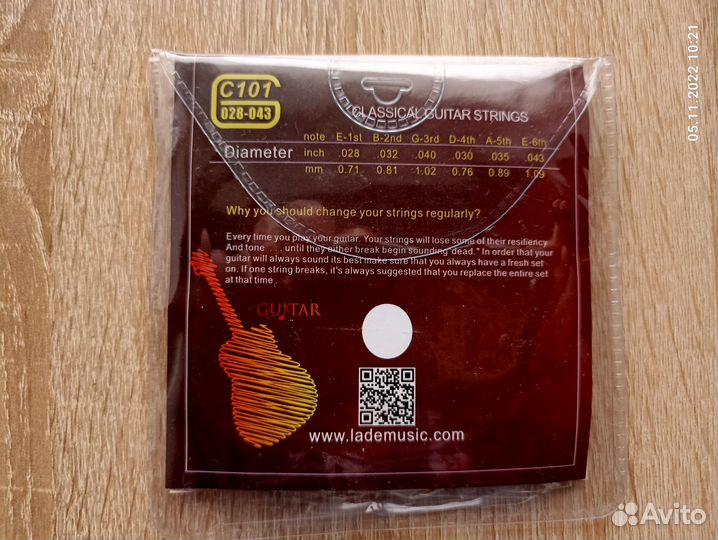 C101
028-043
CLASSICAL GUITAR STRINGS
note E-1st B-2nd G-3rd D-4th A-5th E-6th
Diameter inch .028 .032 .040 .030 .035 .043
mm 0.71 0.81 1.02 0.76 0.89 1.09
Why you should change your strings regularly?
Every time you play your guitar. Your strings will lose some of their resiliency
And tone . . . until they either break begin sounding dead." In order that your
guitar will always sound its best make sure that you always have a fresh set
on. If one string breaks, it's always suggested that you replace the entire set
at that time.
GUITAR
www.lademusic.com
05.11.2022 10:21
Avito